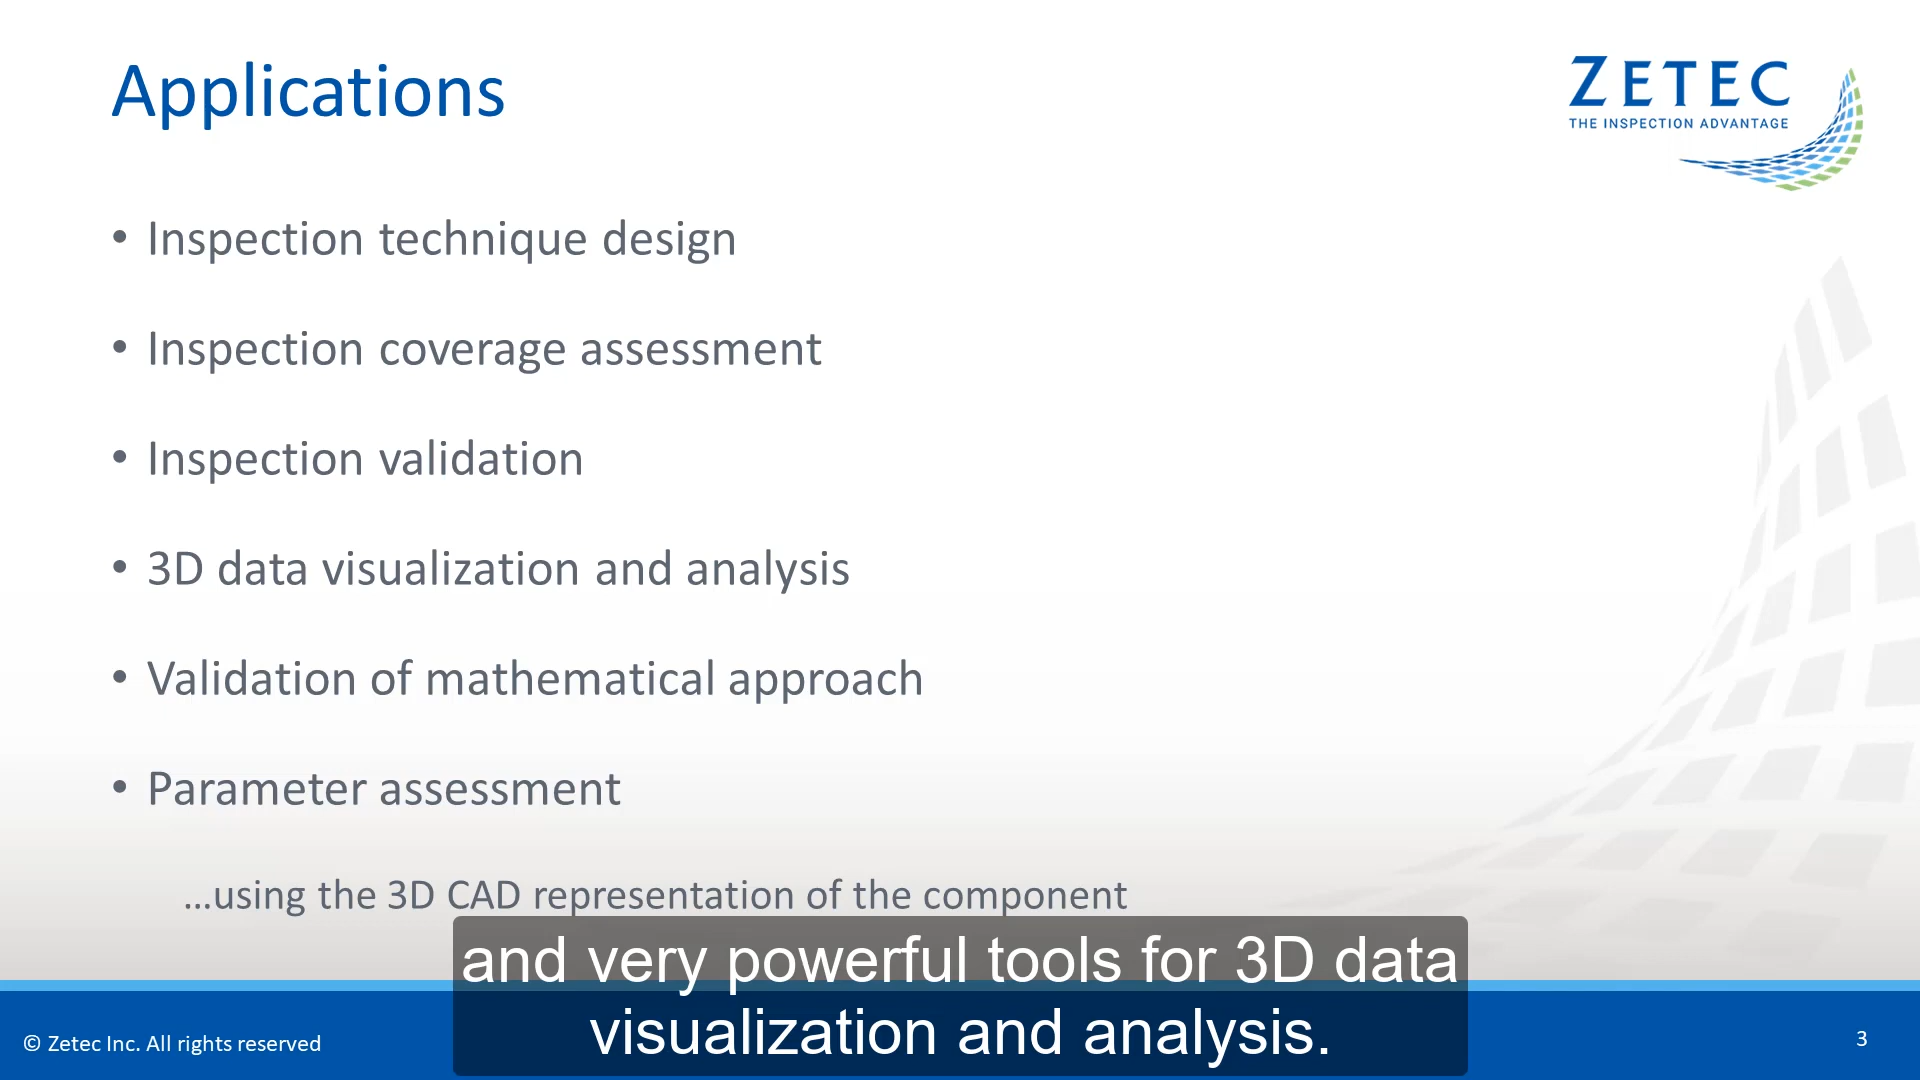 Applications
ZETEC
THE INSPECTION ADVANTAGE
• Inspection technique design
• Inspection coverage assessment
• Inspection validation
• 3D data visualization and analysis
• Validation of mathematical approach
• Parameter assessment
...using the 3D CAD representation of the component
and very powerful tools for 3D data
visualization and analysis.
© Zetec Inc. All rights reserved
3